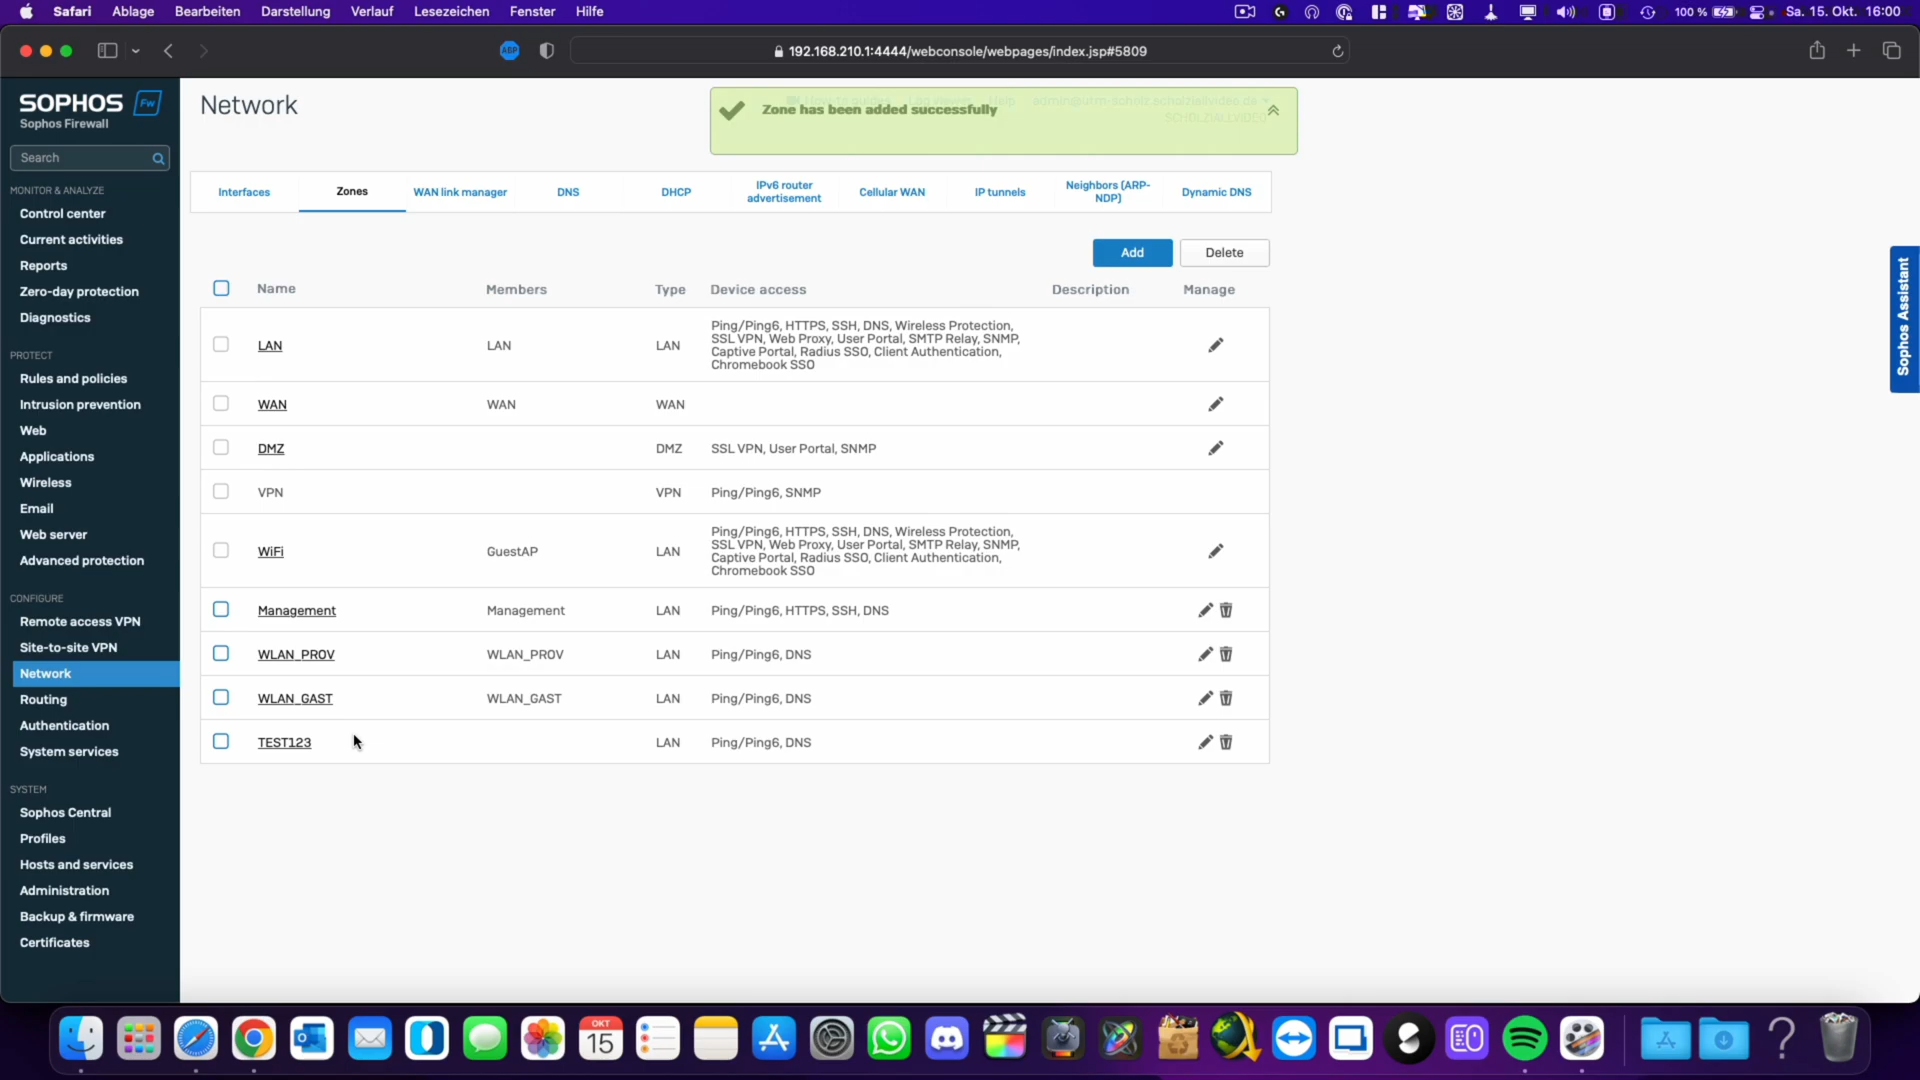 Safari Ablage Bearbeiten Darstellung Verlauf Lesezeichen Fenster Hilfe 100 % Sa. 15. Okt. 16:00
ABP 192.168.210.1:4444/webconsole/webpages/index.jsp#5809
SOPHOS Fw
Sophos Firewall
Network
Zone has been added successfully
Search
MONITOR & ANALYZE
Control center
Current activities
Reports
Zero-day protection
Diagnostics
PROTECT
Rules and policies
Intrusion prevention
Web
Applications
Wireless
Email
Web server
Advanced protection
CONFIGURE
Remote access VPN
Site-to-site VPN
Network
Routing
Authentication
System services
SYSTEM
Sophos Central
Profiles
Hosts and services
Administration
Backup & firmware
Certificates
Interfaces Zones WAN link manager DNS DHCP IPv6 router advertisement Cellular WAN IP tunnels Neighbors (ARP-NDP) Dynamic DNS
Add Delete
Name Members Type Device access Description Manage
LAN LAN LAN Ping/Ping6, HTTPS, SSH, DNS, Wireless Protection,
SSL VPN, Web Proxy, User Portal, SMTP Relay, SNMP,
Captive Portal, Radius SSO, Client Authentication,
Chromebook SSO
WAN WAN WAN
DMZ DMZ SSL VPN, User Portal, SNMP
VPN VPN Ping/Ping6, SNMP
WiFi GuestAP LAN Ping/Ping6, HTTPS, SSH, DNS, Wireless Protection,
SSL VPN, Web Proxy, User Portal, SMTP Relay, SNMP,
Captive Portal, Radius SSO, Client Authentication,
Chromebook SSO
Management Management LAN Ping/Ping6, HTTPS, SSH, DNS
WLAN_PROV WLAN_PROV LAN Ping/Ping6, DNS
WLAN_GAST WLAN_GAST LAN Ping/Ping6, DNS
TEST123 LAN Ping/Ping6, DNS
Sophos Assistant
OKT
15